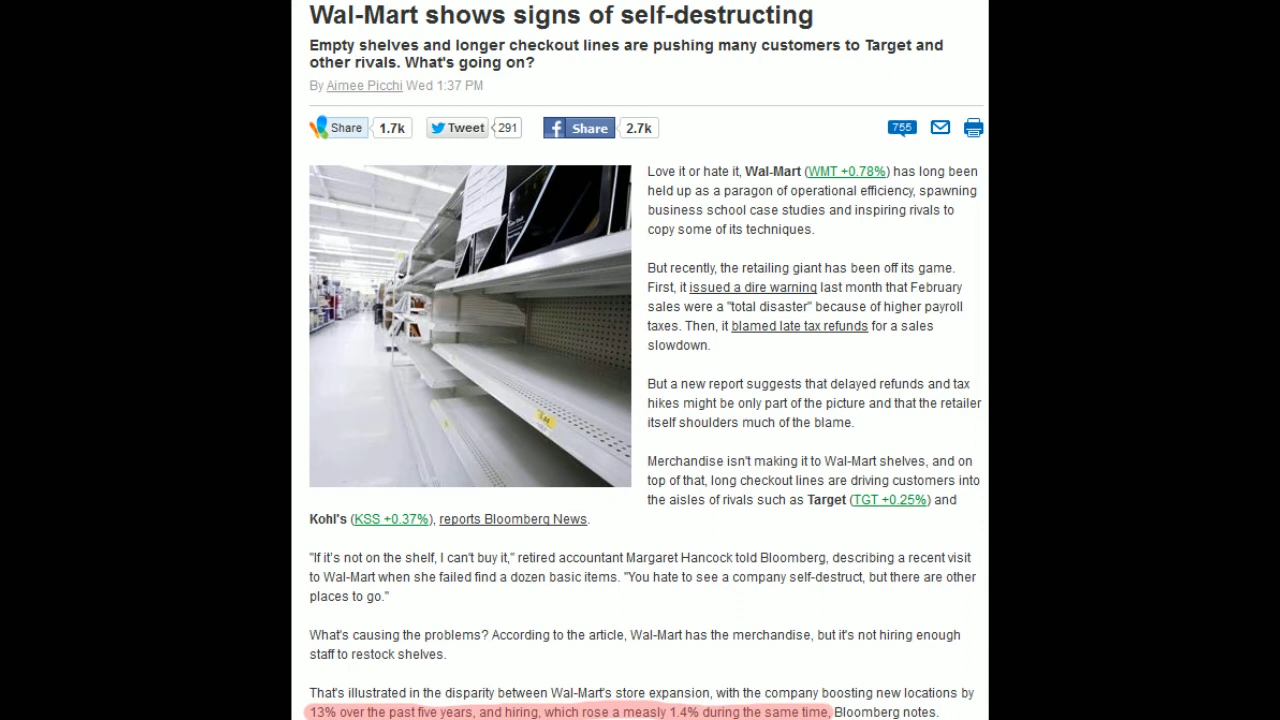 Wal-Mart shows signs of self-destructing
Empty shelves and longer checkout lines are pushing many customers to Target and
other rivals. What's going on?
By Aimee Picchi Wed 1:37 PM
Share 1.7k Tweet 291 Share 2.7k 755
Love it or hate it, Wal-Mart (WMT +0.78%) has long been
held up as a paragon of operational efficiency, spawning
business school case studies and inspiring rivals to
copy some of its techniques.
But recently, the retailing giant has been off its game.
First, it issued a dire warning last month that February
sales were a "total disaster" because of higher payroll
taxes. Then, it blamed late tax refunds for a sales
slowdown.
But a new report suggests that delayed refunds and tax
hikes might be only part of the picture and that the retailer
itself shoulders much of the blame.
Merchandise isn't making it to Wal-Mart shelves, and on
top of that, long checkout lines are driving customers into
the aisles of rivals such as Target (TGT +0.25%) and
Kohl's (KSS +0.37%), reports Bloomberg News.
"If it's not on the shelf, I can't buy it," retired accountant Margaret Hancock told Bloomberg, describing a recent visit
to Wal-Mart when she failed find a dozen basic items. "You hate to see a company self-destruct, but there are other
places to go."
What's causing the problems? According to the article, Wal-Mart has the merchandise, but it's not hiring enough
staff to restock shelves.
That's illustrated in the disparity between Wal-Mart's store expansion, with the company boosting new locations by
13% over the past five years, and hiring, which rose a measly 1.4% during the same time, Bloomberg notes.